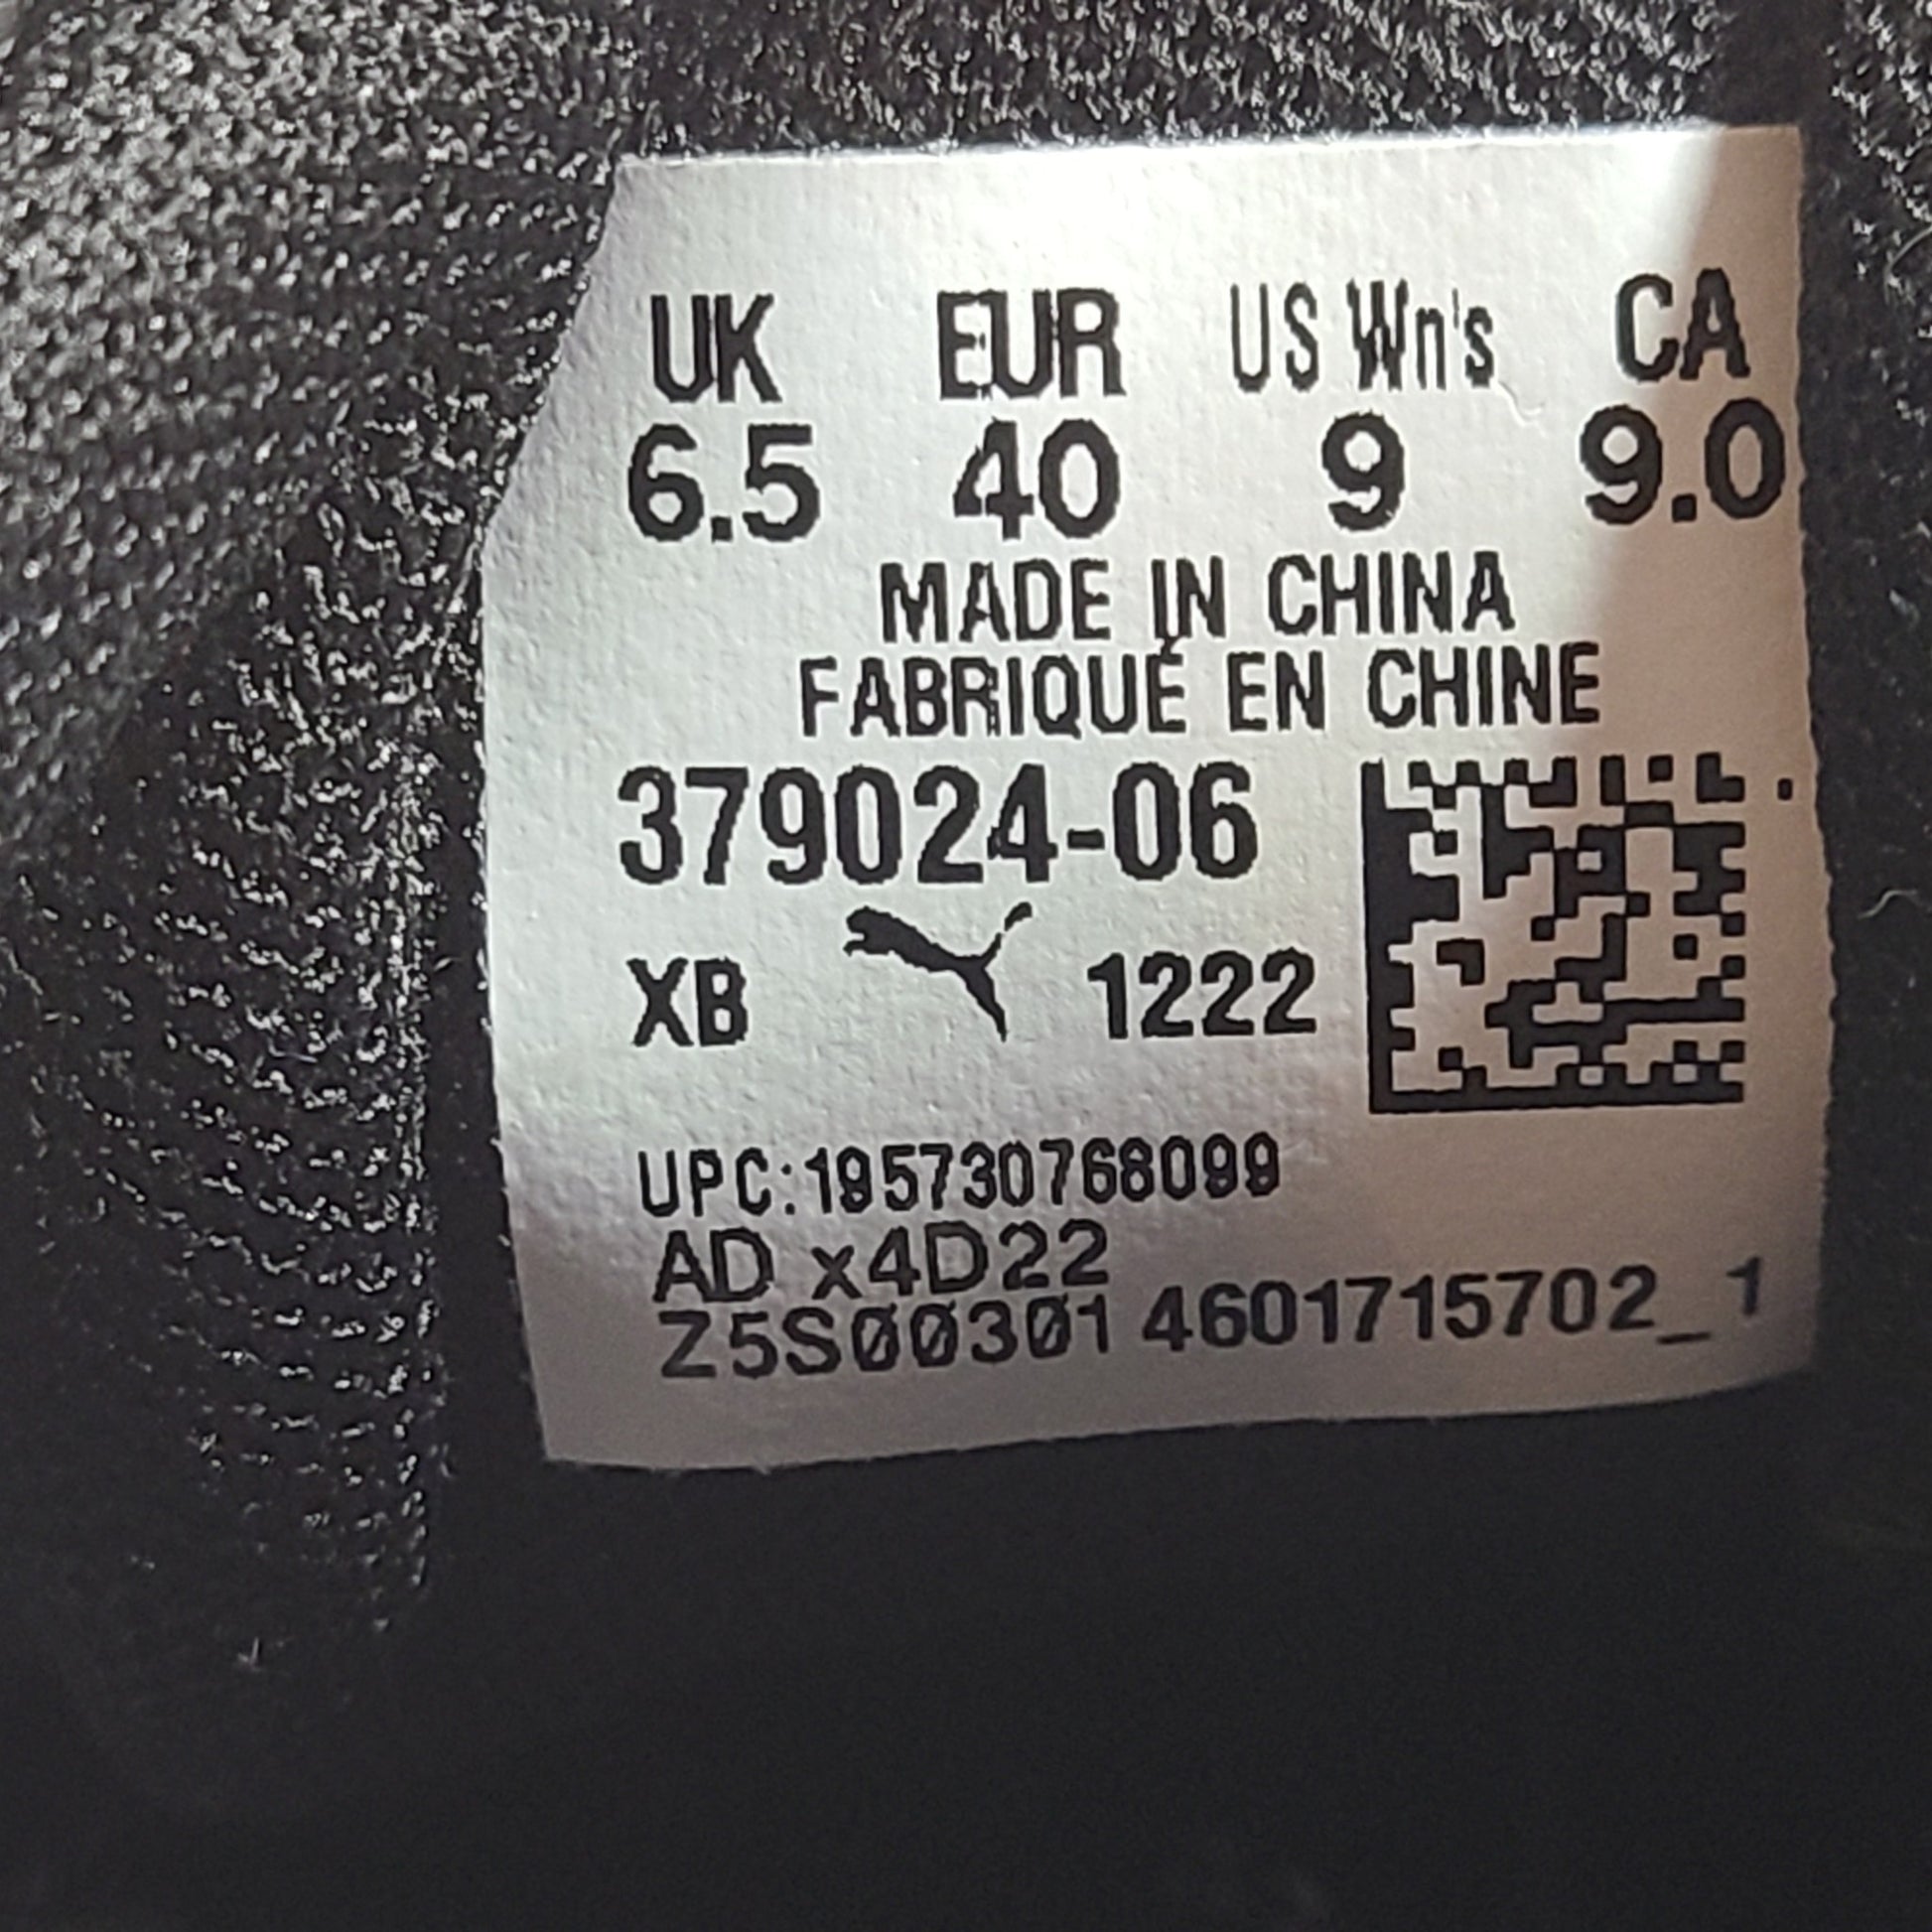 UK EUR US Wn's CA
6.5 40 9 9.0
MADE IN CHINA
FABRIQUÉ EN CHINE
379024-06
XB 1222
UPC:195730768099
AD x4D22
Z5S00301 4601715702_1